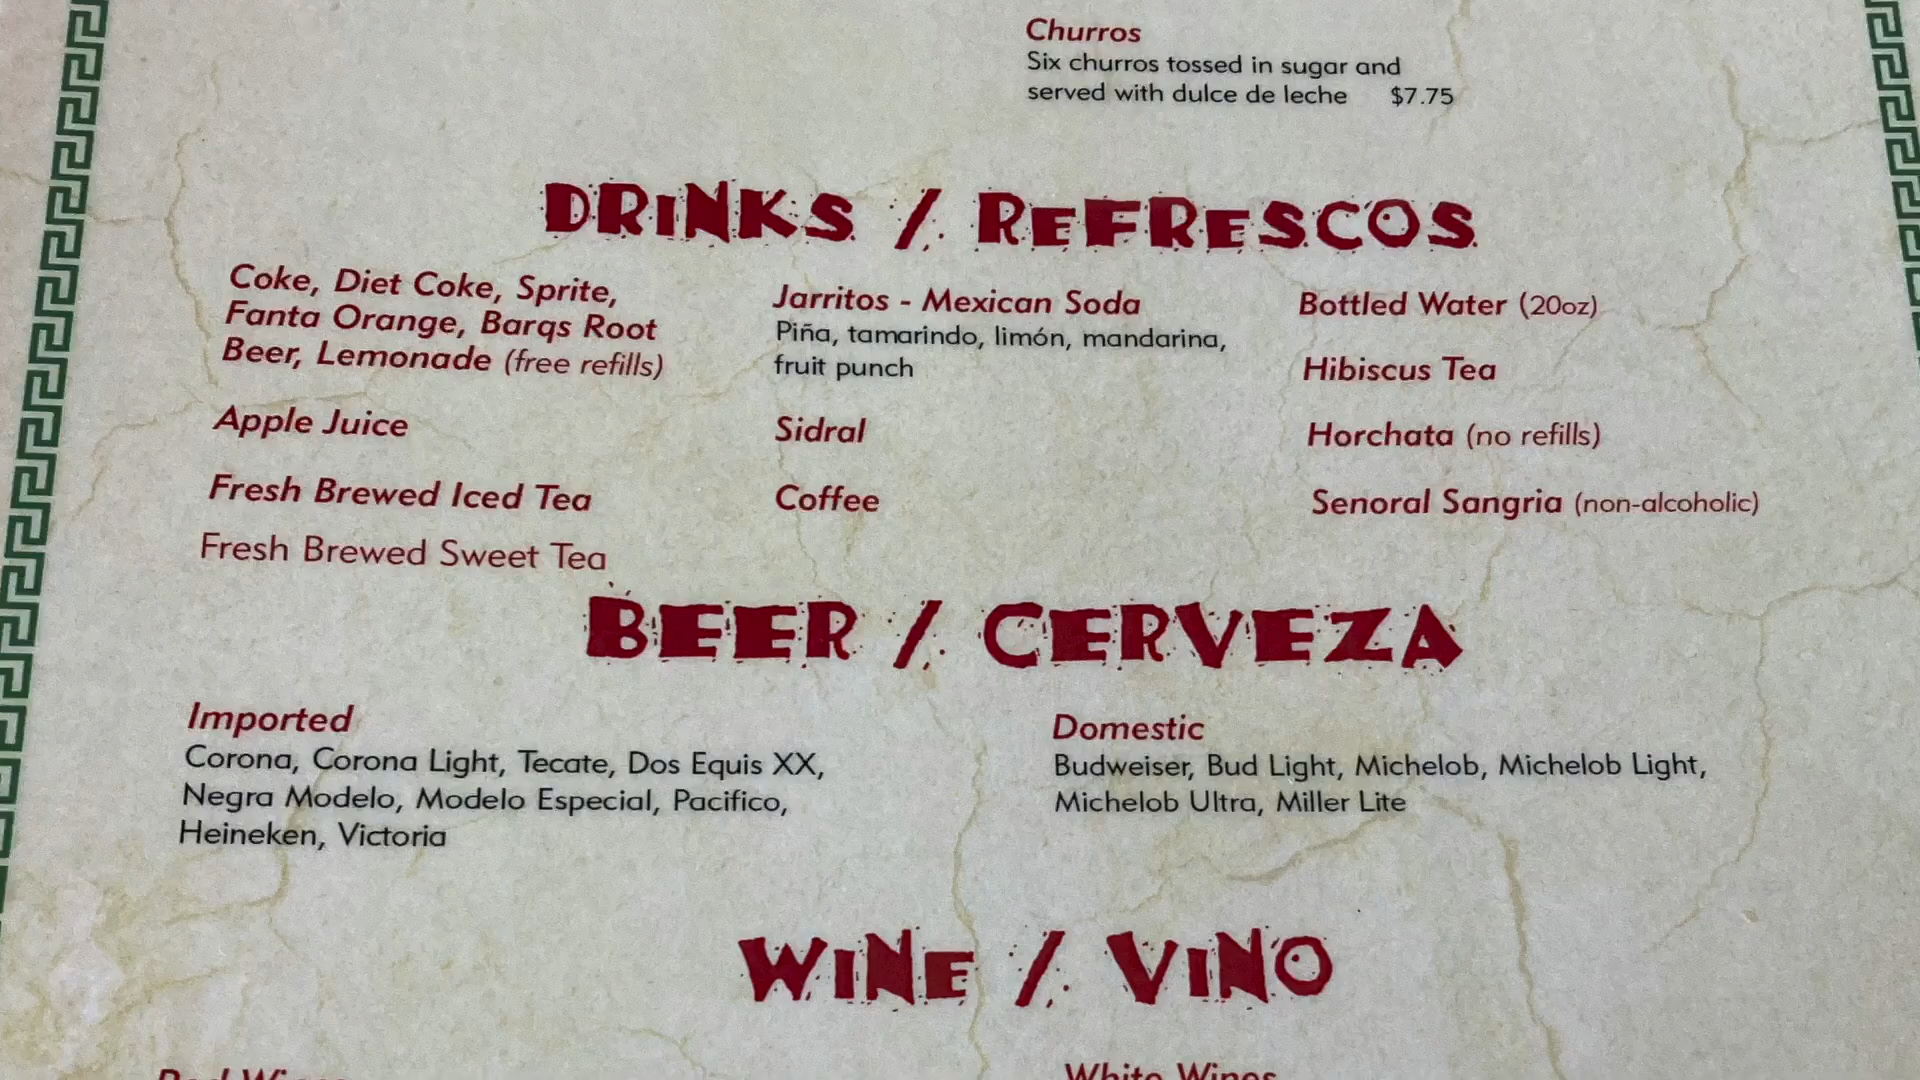 Churros
Six churros tossed in sugar and
served with dulce de leche $7.75
DRINKS / REFRESCOS
Coke, Diet Coke, Sprite,
Fanta Orange, Barqs Root
Beer, Lemonade (free refills)
Apple Juice
Fresh Brewed Iced Tea
Fresh Brewed Sweet Tea
Jarritos - Mexican Soda
Piña, tamarindo, limón, mandarina,
fruit punch
Sidral
Coffee
Bottled Water (20oz)
Hibiscus Tea
Horchata (no refills)
Senoral Sangria (non-alcoholic)
BEER / CERVEZA
Imported
Corona, Corona Light, Tecate, Dos Equis XX,
Negra Modelo, Modelo Especial, Pacifico,
Heineken, Victoria
Domestic
Budweiser, Bud Light, Michelob, Michelob Light,
Michelob Ultra, Miller Lite
WINE / VINO
White Wines